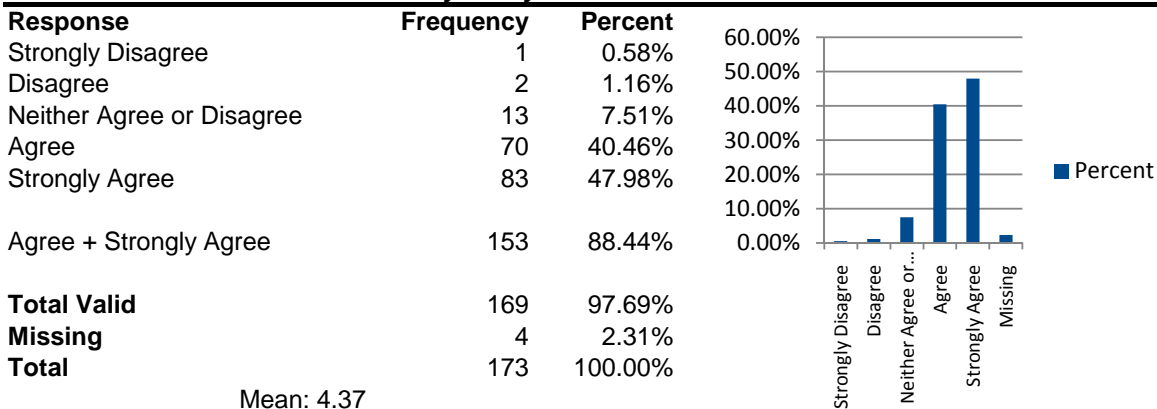 Response Frequency Percent
Strongly Disagree 1 0.58%
Disagree 2 1.16%
Neither Agree or Disagree 13 7.51%
Agree 70 40.46%
Strongly Agree 83 47.98%
Agree + Strongly Agree 153 88.44%
Total Valid 169 97.69%
Missing 4 2.31%
Total 173 100.00%
Mean: 4.37
60.00%
50.00%
40.00%
30.00%
20.00%
10.00%
0.00%
Strongly Disagree
Disagree
Neither Agree or...
Agree
Strongly Agree
Missing
Percent